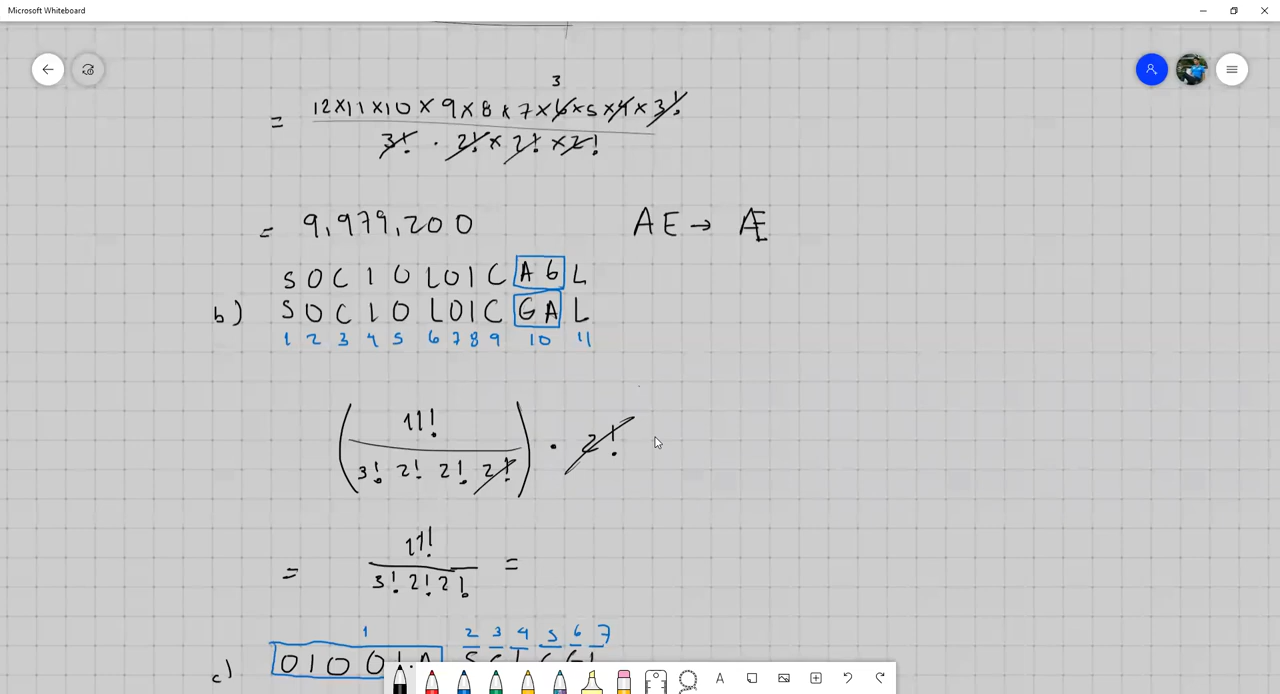 Microsoft Whiteboard
3
= 12×11×10×9×8×7×6×5×4×3!
3! · 2! × 2! × 2!
= 9,979,200 AE → Æ
S O C I O L O I C A G L
b) S O C I O L O I C G A L
1 2 3 4 5 6 7 8 9 10 11
( 11!
3! 2! 2! 2! ) · 2!
= 11! =
3! 2! 2!
1 2 3 4 5 6 7
c) O I O O I A S C L C G L
A